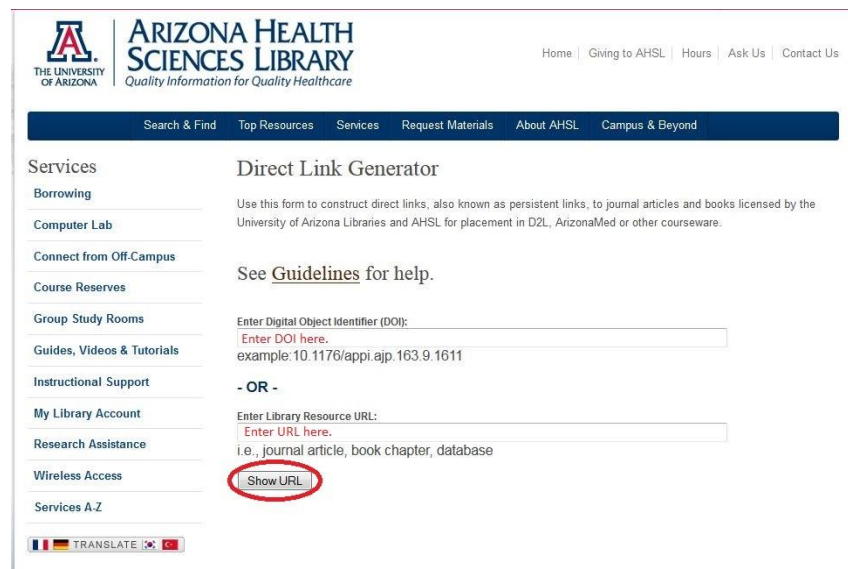 ARIZONA HEALTH
SCIENCES LIBRARY
Quality Information for Quality Healthcare
A.
THE UNIVERSITY
OF ARIZONA
Home | Giving to AHSL | Hours | Ask Us | Contact Us
Search & Find Top Resources Services Request Materials About AHSL Campus & Beyond
Services
Borrowing
Computer Lab
Connect from Off-Campus
Course Reserves
Group Study Rooms
Guides, Videos & Tutorials
Instructional Support
My Library Account
Research Assistance
Wireless Access
Services A-Z
TRANSLATE
Direct Link Generator
Use this form to construct direct links, also known as persistent links, to journal articles and books licensed by the
University of Arizona Libraries and AHSL for placement in D2L, ArizonaMed or other courseware.
See Guidelines for help.
Enter Digital Object Identifier (DOI):
Enter DOI here.
example:10.1176/appi.ajp.163.9.1611
- OR -
Enter Library Resource URL:
Enter URL here.
i.e., journal article, book chapter, database
Show URL